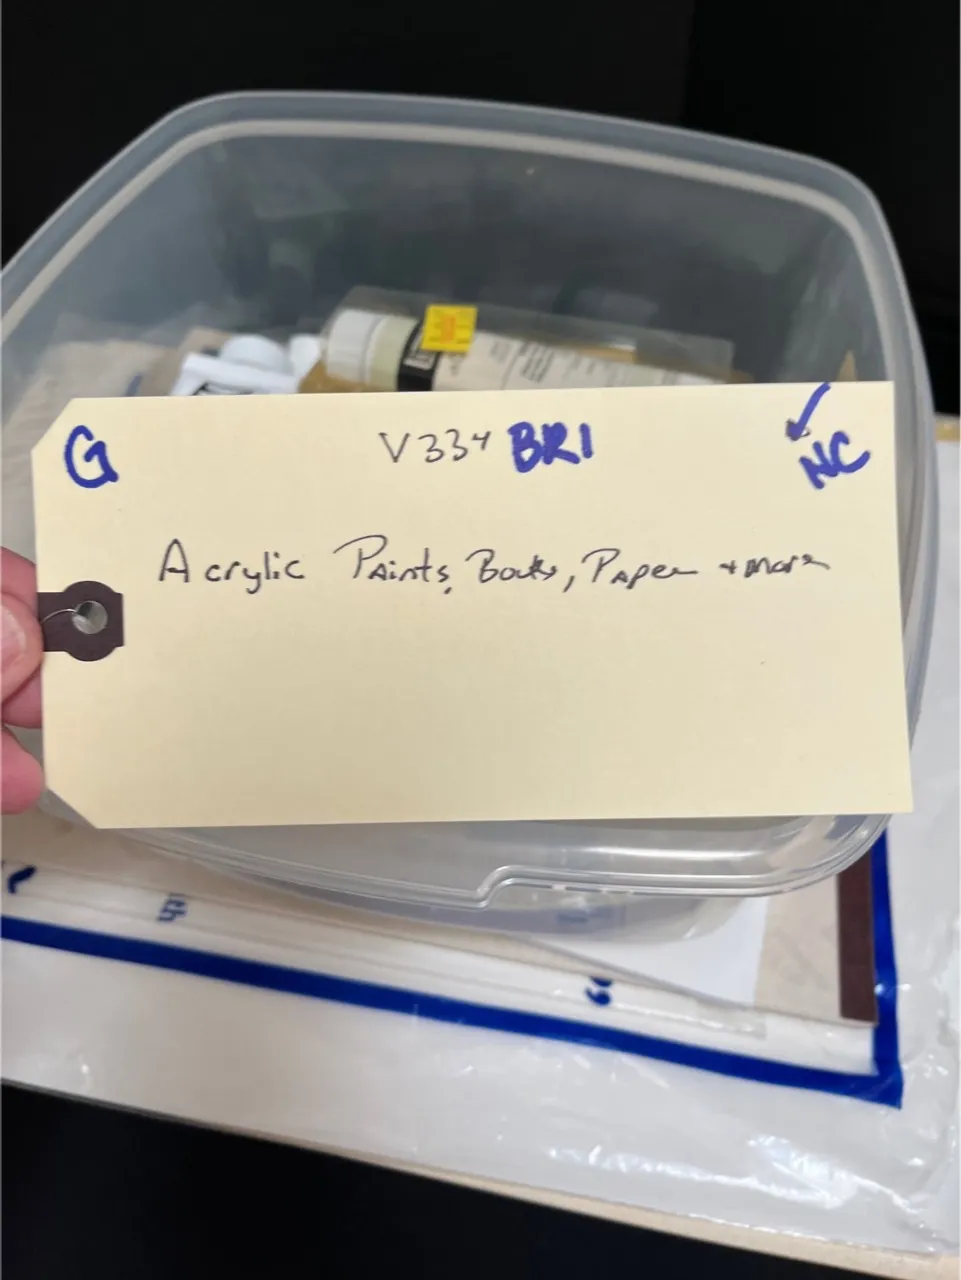 G V334 BRI NC
Acrylic Paints, Books, Paper + more